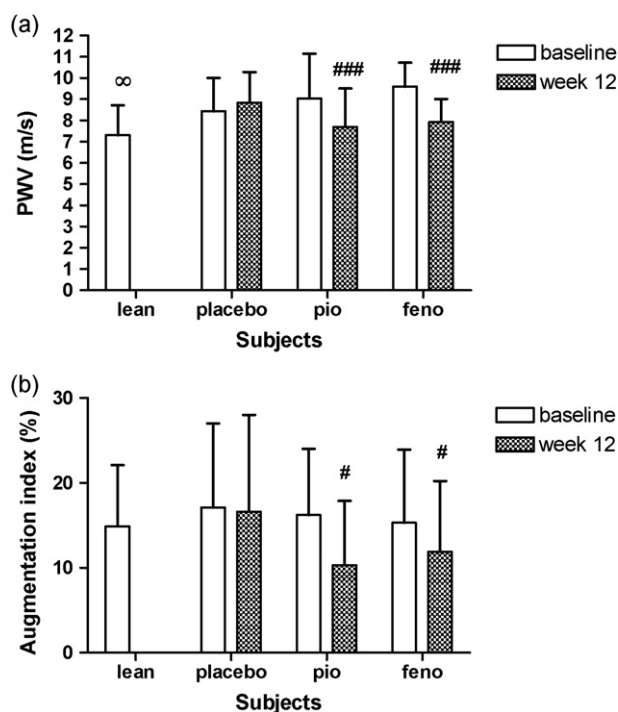 (a)
12
11
10
9
8
7
6
5
4
3
2
1
0
PWV (m/s)
∞
###
###
baseline
week 12
lean placebo pio feno
Subjects
(b)
30
20
10
0
Augmentation index (%)
#
#
baseline
week 12
lean placebo pio feno
Subjects